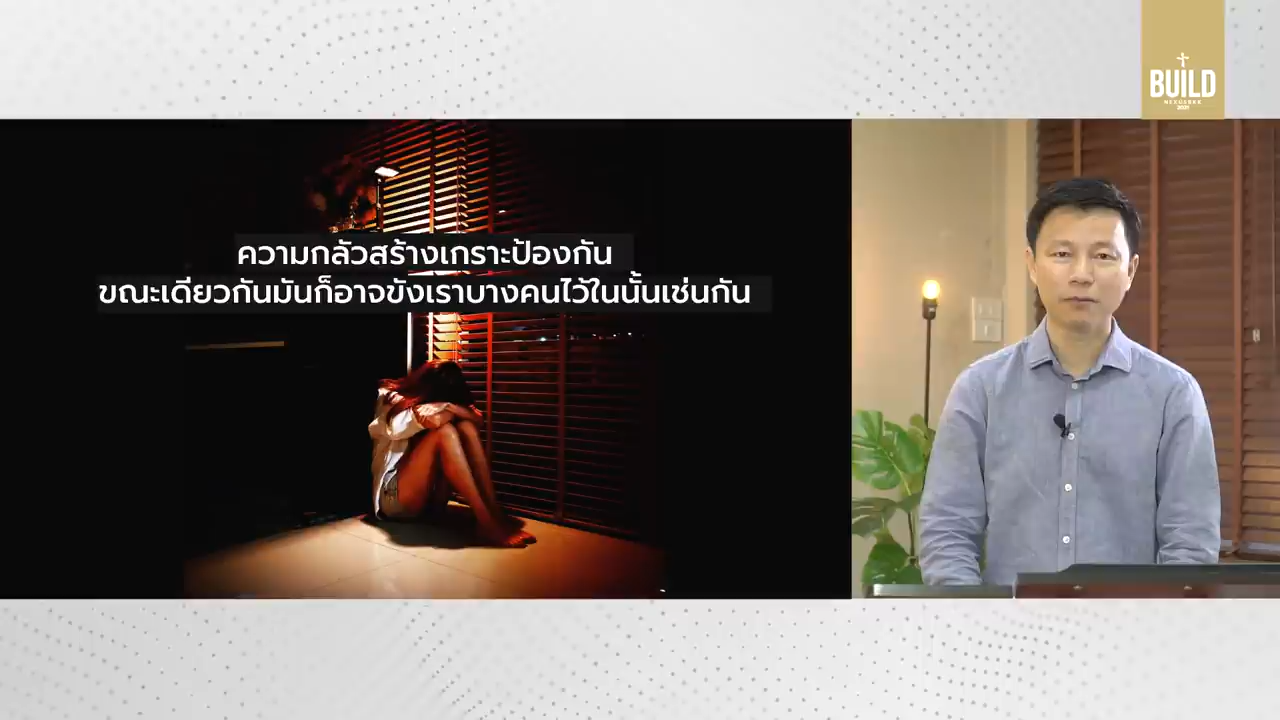 BUILD
NEXUSBKK
2021
ความกลัวสร้างเกราะป้องกัน
ขณะเดียวกันมันก็อาจขังเราบางคนไว้ในนั้นเช่นกัน